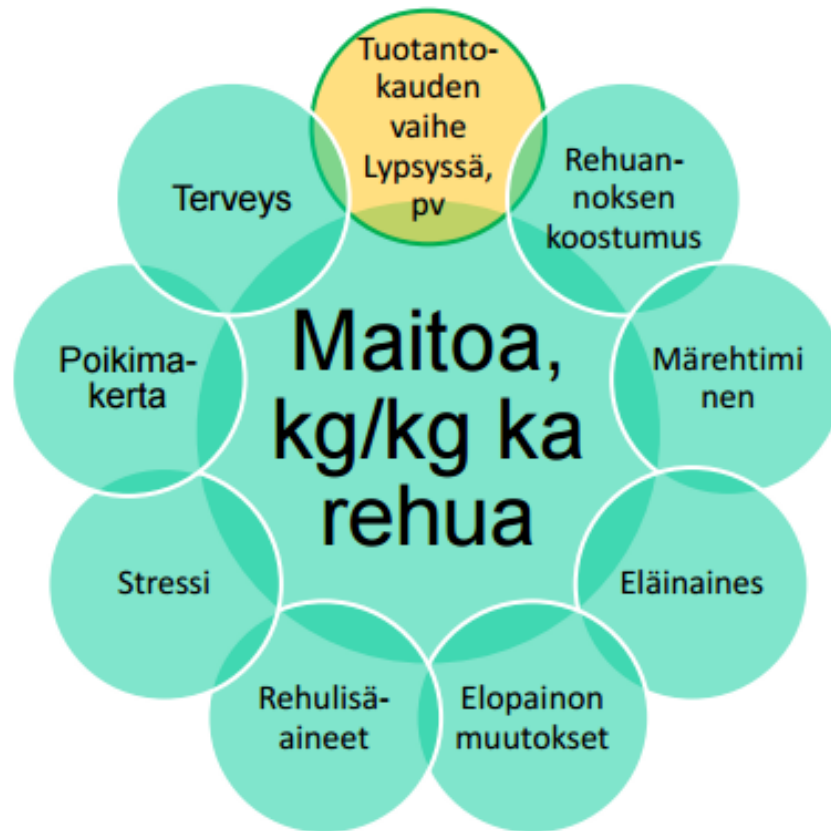 Tuotanto-
kauden
vaihe
Lypsyssä,
pv
Rehuan-
noksen
koostumus
Märehtimi
nen
Eläinaines
Elopainon
muutokset
Rehulisä-
aineet
Stressi
Poikima-
kerta
Terveys
Maitoa,
kg/kg ka
rehua